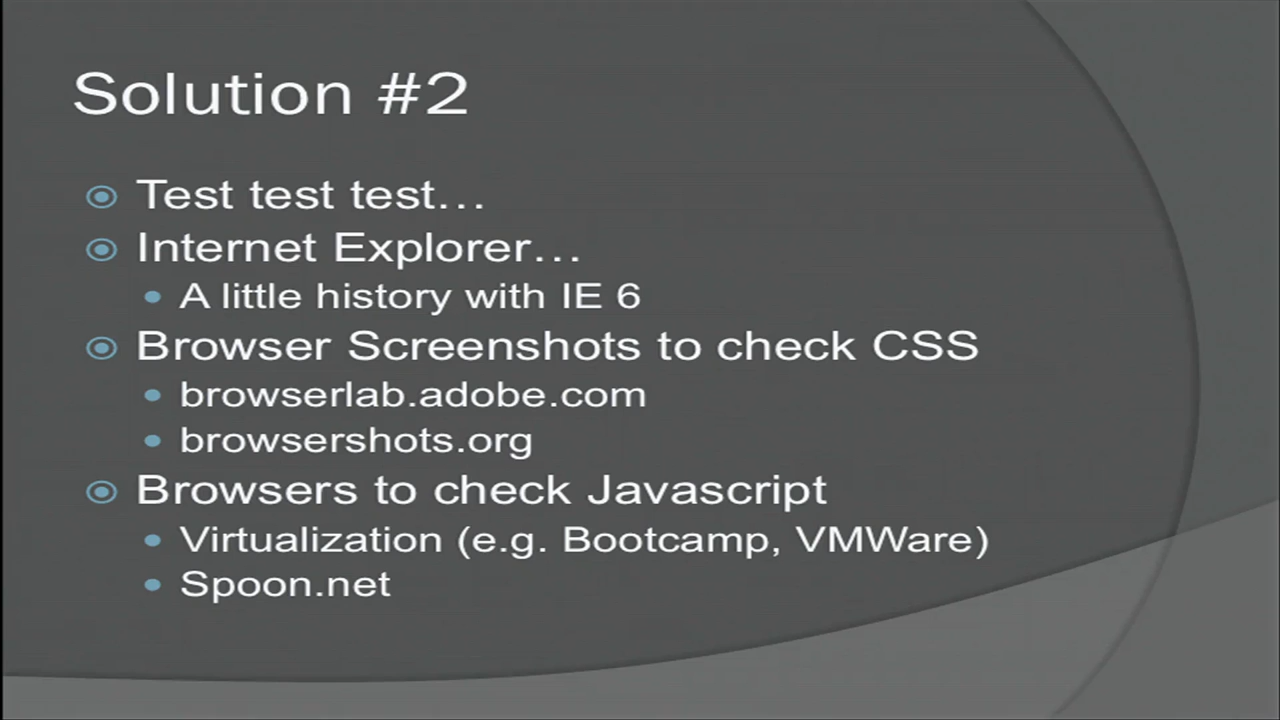 Solution #2
Test test test…
Internet Explorer…
A little history with IE 6
Browser Screenshots to check CSS
browserlab.adobe.com
browsershots.org
Browsers to check Javascript
Virtualization (e.g. Bootcamp, VMWare)
Spoon.net